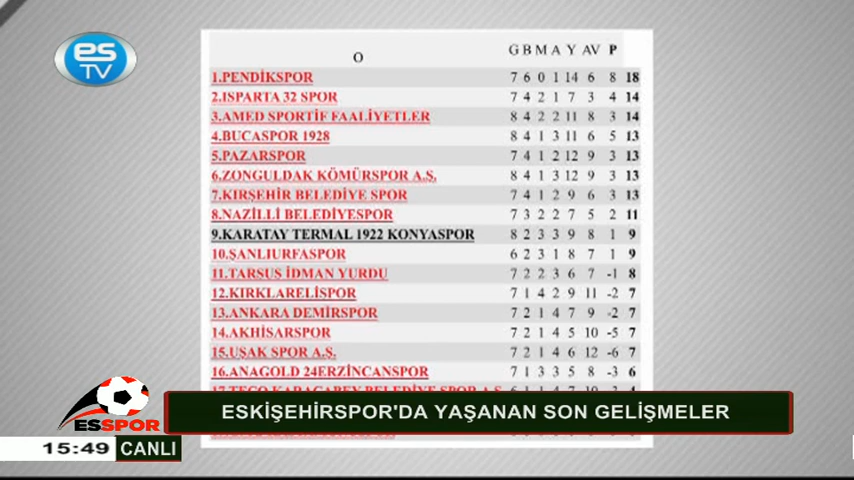 es
TV
O G B M A Y AV P
1.PENDİKSPOR 7 6 0 1 14 6 8 18
2.ISPARTA 32 SPOR 7 4 2 1 7 3 4 14
3.AMED SPORTİF FAALİYETLER 8 4 2 2 11 8 3 14
4.BUCASPOR 1928 8 4 1 3 11 6 5 13
5.PAZARSPOR 7 4 1 2 12 9 3 13
6.ZONGULDAK KÖMÜRSPOR A.Ş. 8 4 1 3 12 9 3 13
7.KIRŞEHİR BELEDİYE SPOR 7 4 1 2 9 6 3 13
8.NAZİLLİ BELEDİYESPOR 7 3 2 2 7 5 2 11
9.KARATAY TERMAL 1922 KONYASPOR 8 2 3 3 9 8 1 9
10.ŞANLIURFASPOR 6 2 3 1 8 7 1 9
11.TARSUS İDMAN YURDU 7 2 2 3 6 7 -1 8
12.KIRKLARELİSPOR 7 1 4 2 9 11 -2 7
13.ANKARA DEMİRSPOR 7 2 1 4 7 9 -2 7
14.AKHİSARSPOR 7 2 1 4 5 10 -5 7
15.UŞAK SPOR A.Ş. 7 2 1 4 6 12 -6 7
16.ANAGOLD 24ERZİNCANSPOR 7 1 3 3 5 8 -3 6
ESKİŞEHİRSPOR'DA YAŞANAN SON GELİŞMELER
ESSPOR
15:49 CANLI